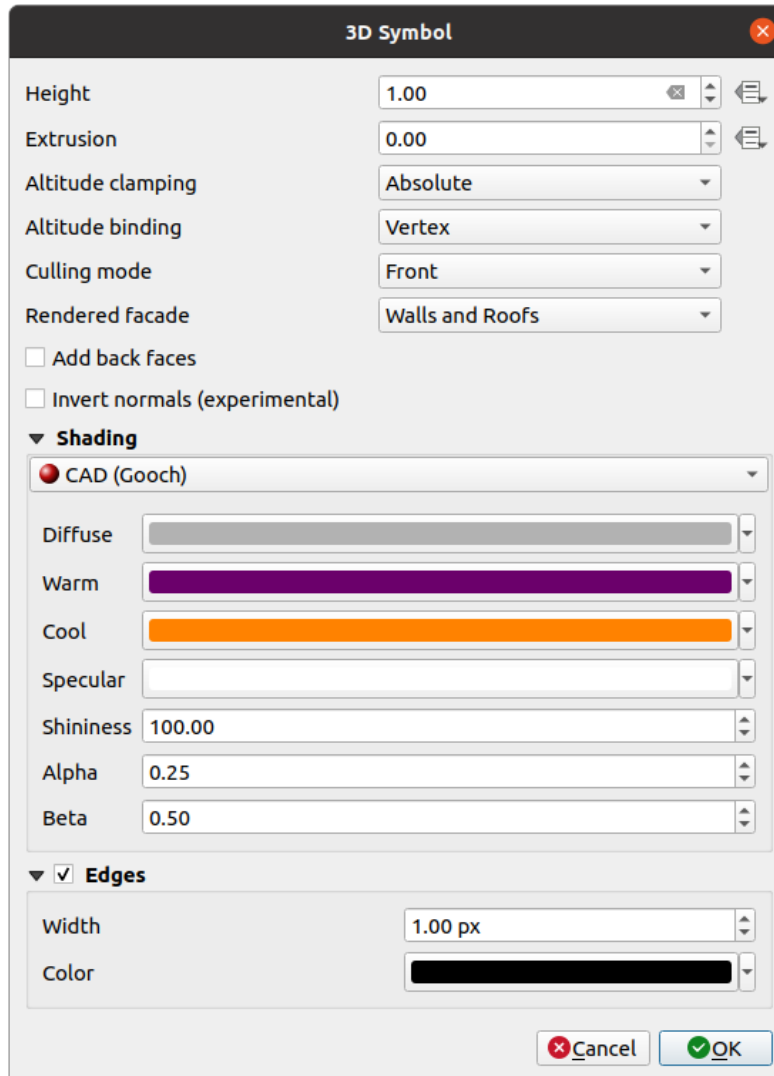 3D Symbol
Height 1.00
Extrusion 0.00
Altitude clamping Absolute
Altitude binding Vertex
Culling mode Front
Rendered facade Walls and Roofs
Add back faces
Invert normals (experimental)
Shading
CAD (Gooch)
Diffuse
Warm
Cool
Specular
Shininess 100.00
Alpha 0.25
Beta 0.50
Edges
Width 1.00 px
Color
Cancel OK